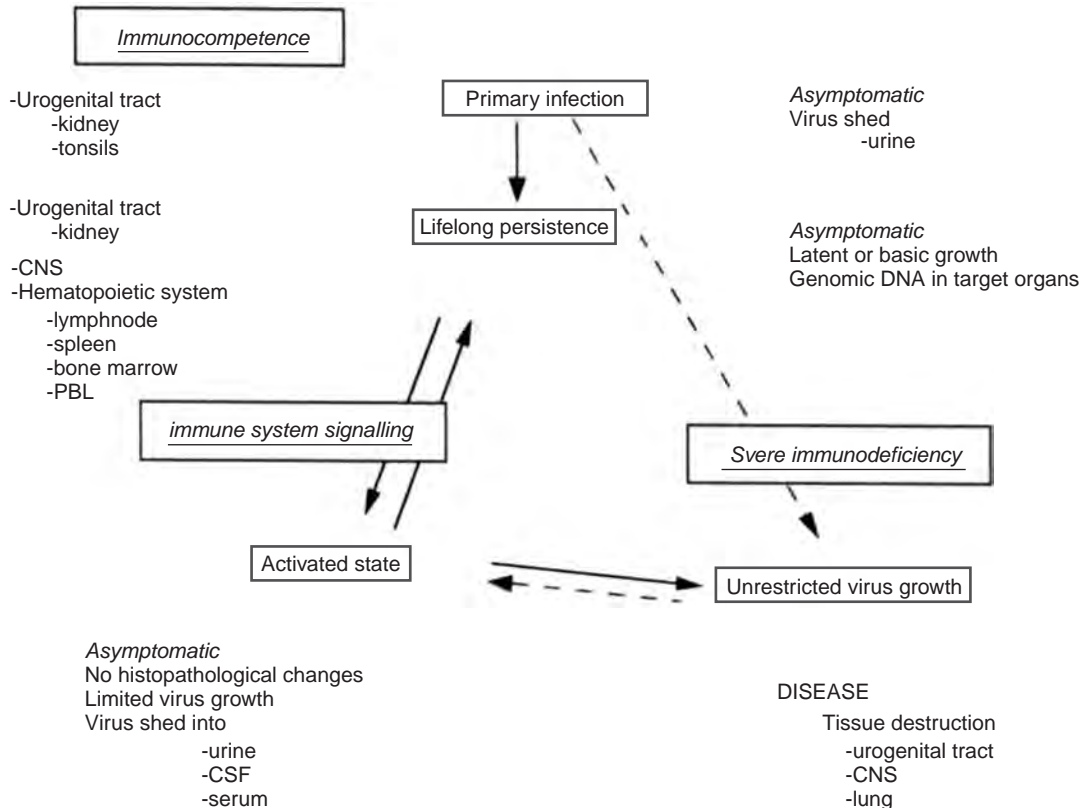 Immunocompetence
-Urogenital tract
-kidney
-tonsils
Primary infection
Asymptomatic
Virus shed
-urine
-Urogenital tract
-kidney
-CNS
-Hematopoietic system
-lymphnode
-spleen
-bone marrow
-PBL
Lifelong persistence
Asymptomatic
Latent or basic growth
Genomic DNA in target organs
immune system signalling
Svere immunodeficiency
Activated state
Unrestricted virus growth
Asymptomatic
No histopathological changes
Limited virus growth
Virus shed into
-urine
-CSF
-serum
DISEASE
Tissue destruction
-urogenital tract
-CNS
-lung